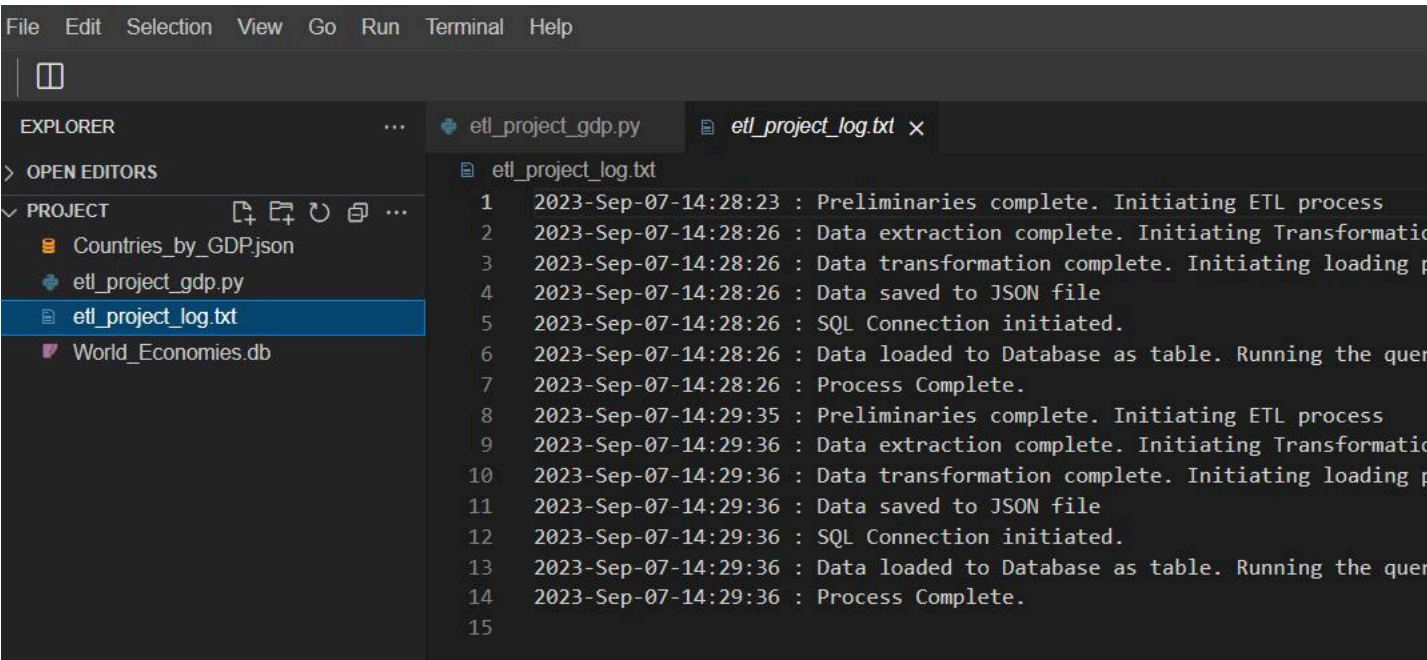 File Edit Selection View Go Run Terminal Help
EXPLORER
etl_project_gdp.py
etl_project_log.txt
OPEN EDITORS
etl_project_log.txt
PROJECT
Countries_by_GDP.json
etl_project_gdp.py
etl_project_log.txt
World_Economies.db
1 2023-Sep-07-14:28:23 : Preliminaries complete. Initiating ETL process
2 2023-Sep-07-14:28:26 : Data extraction complete. Initiating
3 2023-Sep-07-14:28:26 : Data transformation complete. Initiating loading
4 2023-Sep-07-14:28:26 : Data saved to JSON file
5 2023-Sep-07-14:28:26 : SQL Connection initiated.
6 2023-Sep-07-14:28:26 : Data loaded to Database as table. Running the
7 2023-Sep-07-14:28:26 : Process Complete.
8 2023-Sep-07-14:29:35 : Preliminaries complete. Initiating ETL process
9 2023-Sep-07-14:29:36 : Data extraction complete. Initiating
10 2023-Sep-07-14:29:36 : Data transformation complete. Initiating loading
11 2023-Sep-07-14:29:36 : Data saved to JSON file
12 2023-Sep-07-14:29:36 : SQL Connection initiated.
13 2023-Sep-07-14:29:36 : Data loaded to Database as table. Running the
14 2023-Sep-07-14:29:36 : Process Complete.
15